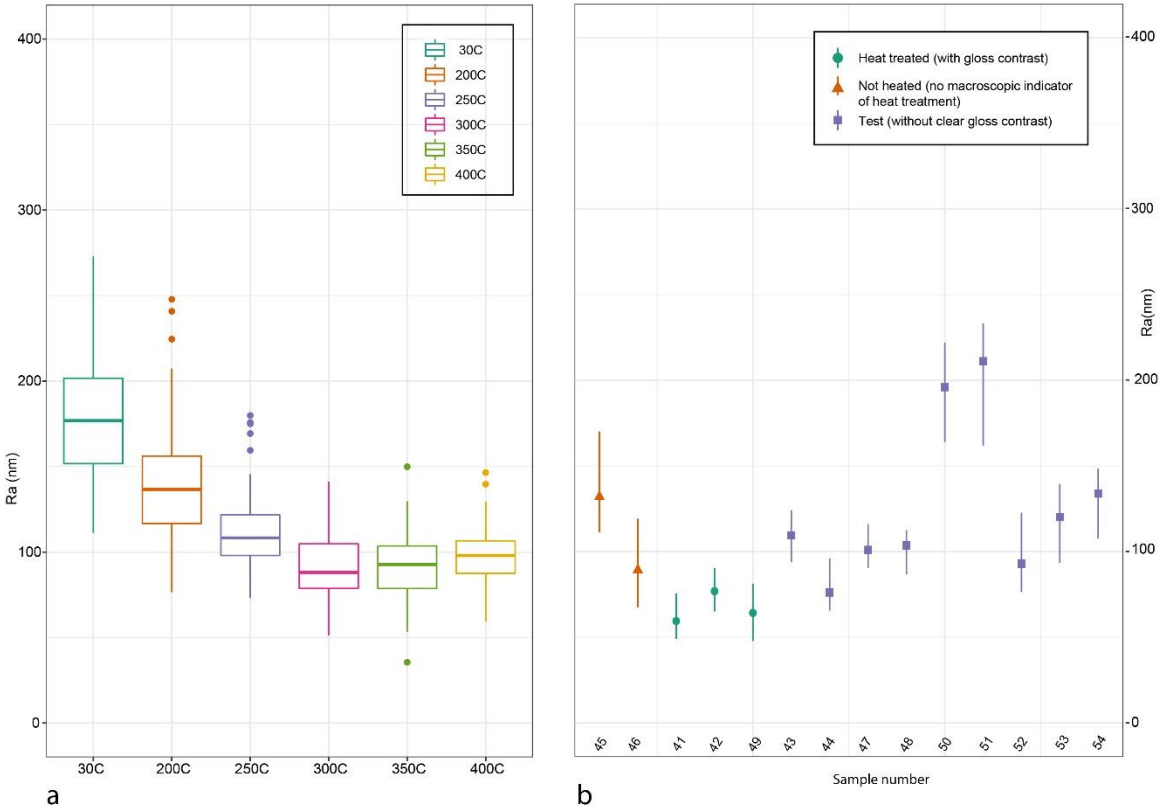 400
300
200
100
0
Ra (nm)
30C
200C
250C
300C
350C
400C
30C
200C
250C
300C
350C
400C
a
Heat treated (with gloss contrast)
Not heated (no macroscopic indicator
of heat treatment)
Test (without clear gloss contrast)
400
300
200
100
0
Ra(nm)
45
46
41
42
49
43
44
47
48
50
51
52
53
54
Sample number
b